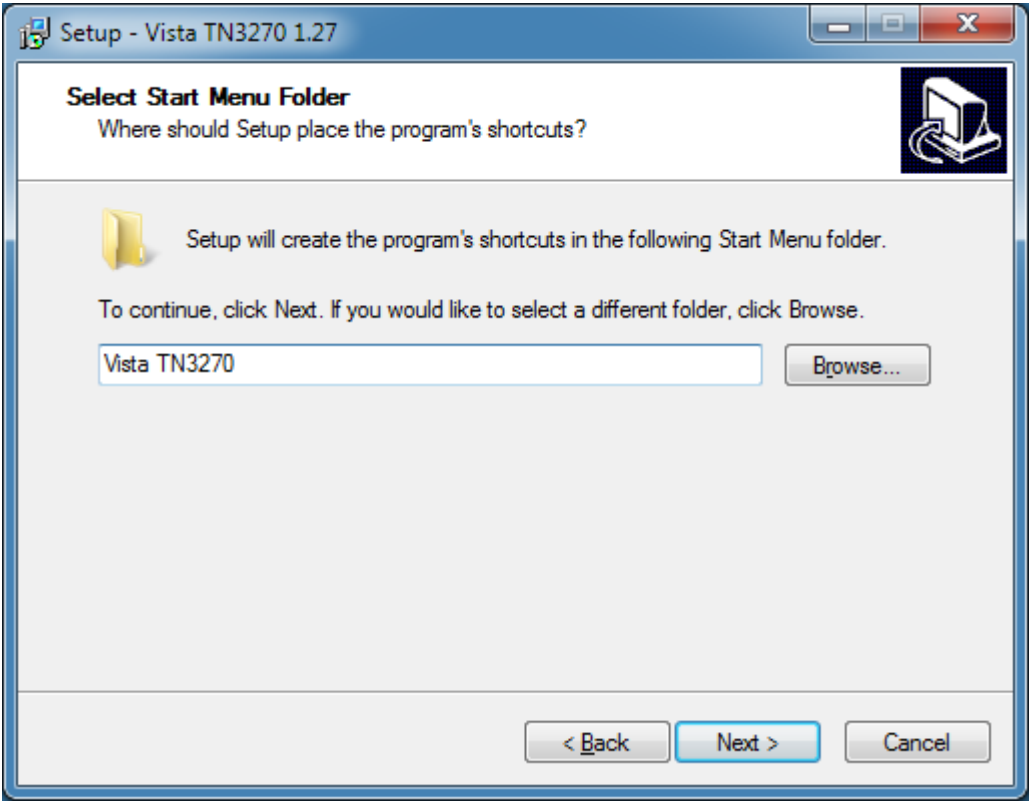 Setup - Vista TN3270 1.27
Select Start Menu Folder
Where should Setup place the program's shortcuts?
Setup will create the program's shortcuts in the following Start Menu folder.
To continue, click Next. If you would like to select a different folder, click Browse.
Vista TN3270
Browse...
< Back
Next >
Cancel